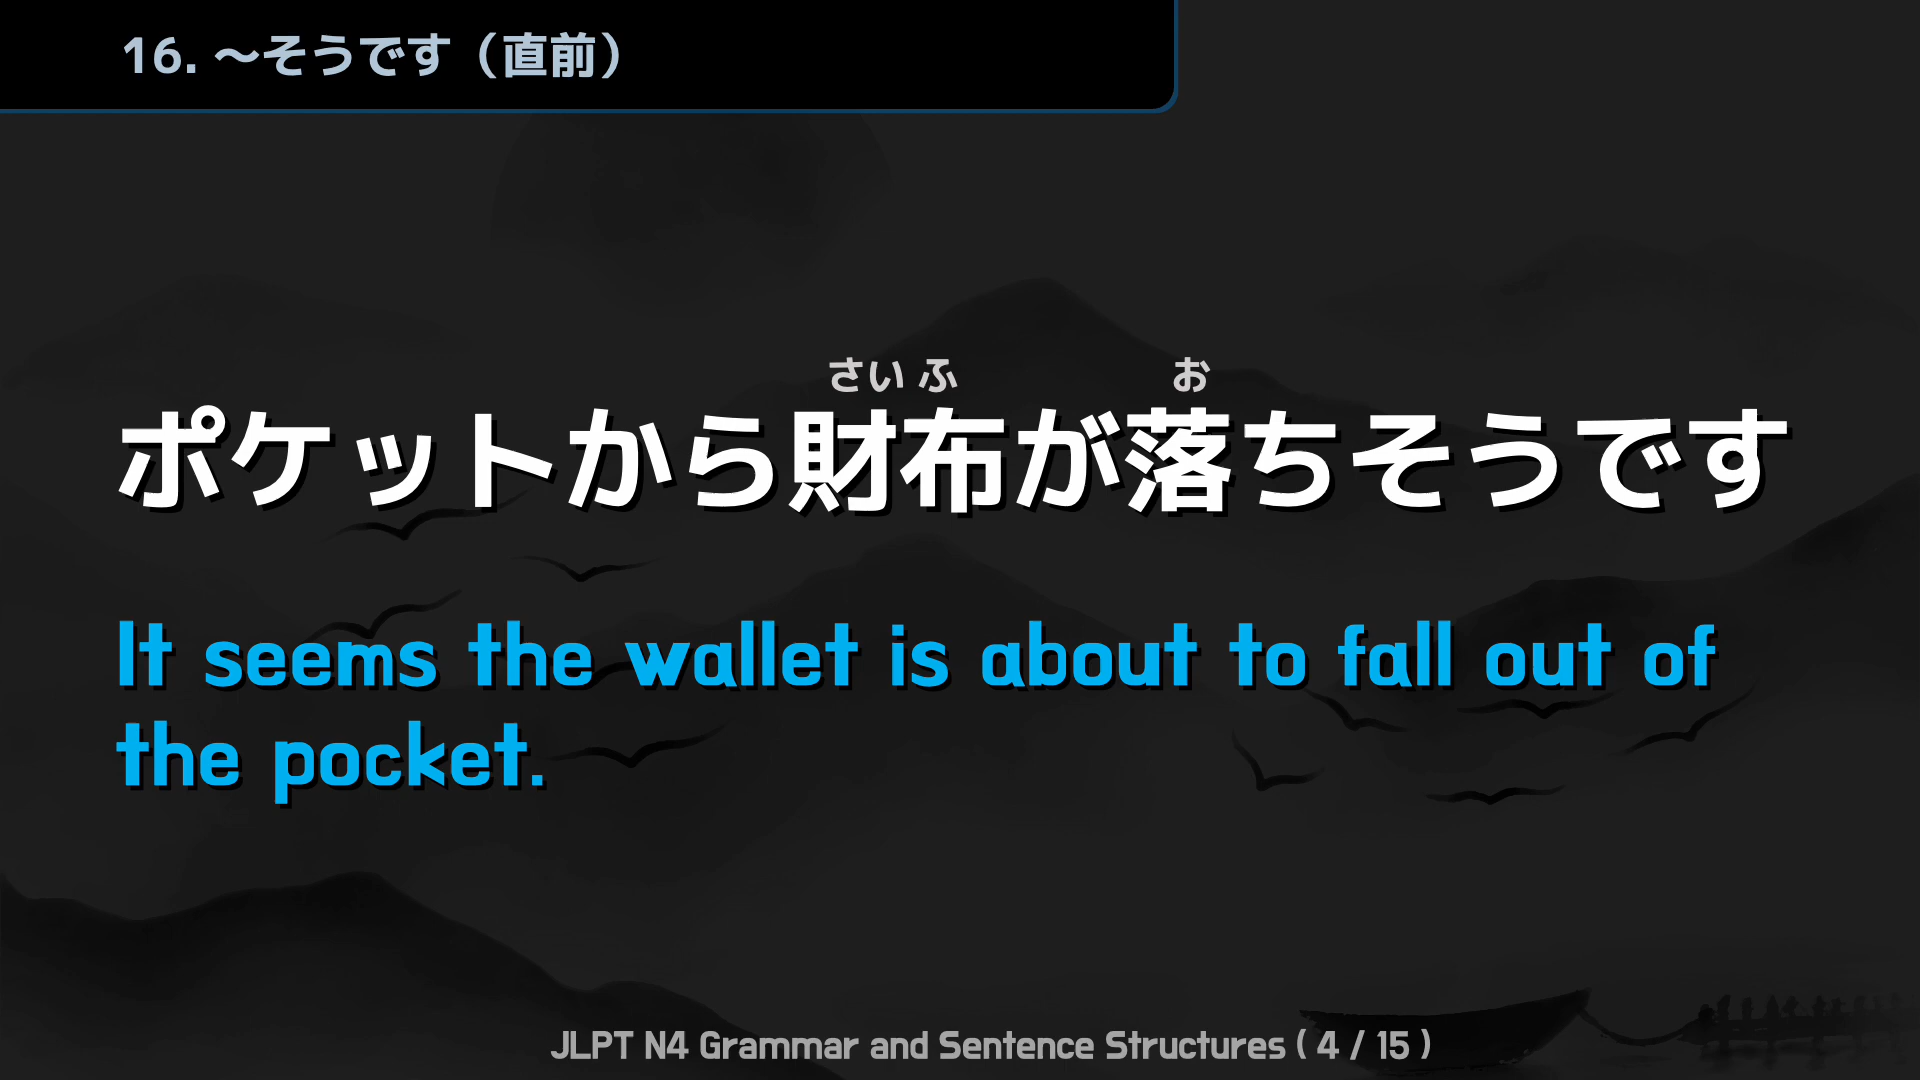 16. ～そうです（直前）
さいふ お
ポケットから財布が落ちそうです
It seems the wallet is about to fall out of
the pocket.
JLPT N4 Grammar and Sentence Structures ( 4 / 15 )